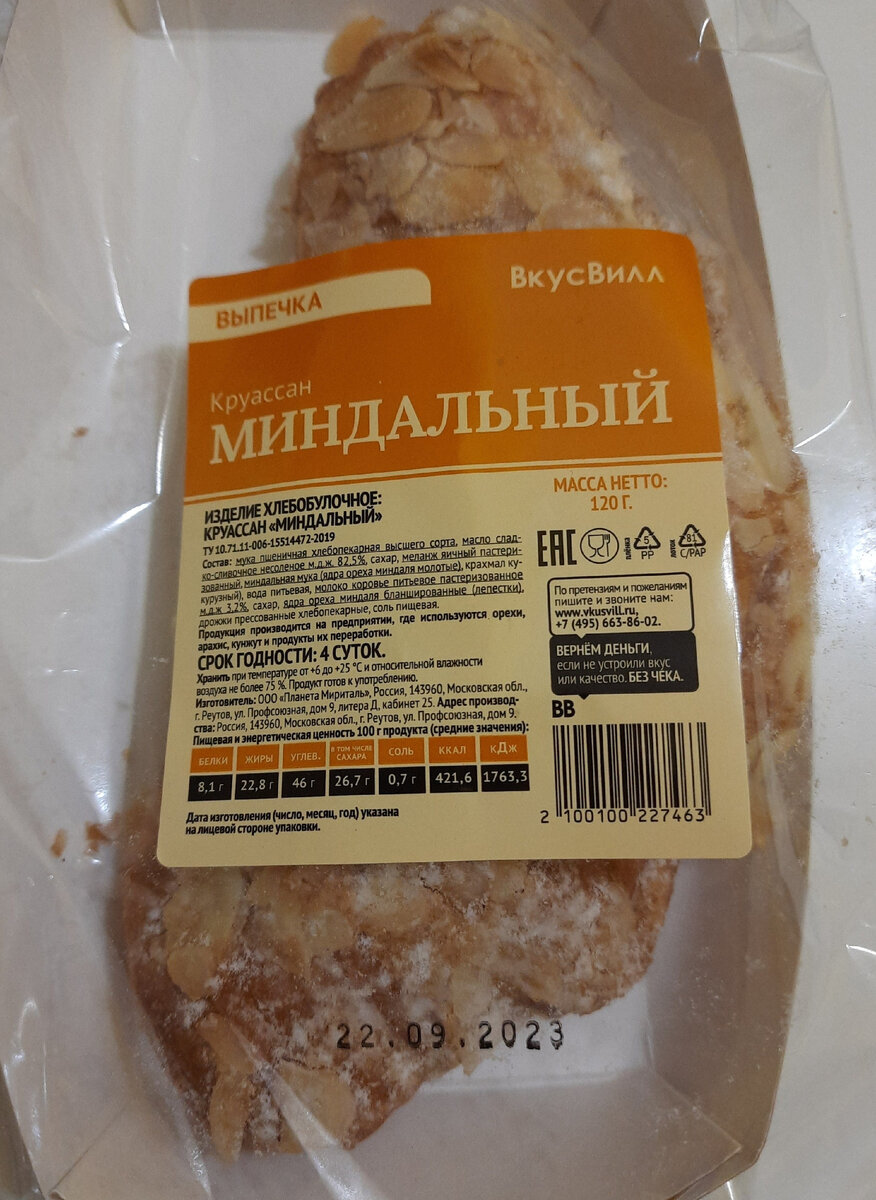 ВЫПЕЧКА
ВкусВилл
Круассан
МИНДАЛЬНЫЙ
МАССА НЕТТО:
120 Г.
ИЗДЕЛИЕ ХЛЕБОБУЛОЧНОЕ:
КРУАССАН «МИНДАЛЬНЫЙ»
ТУ 10.71.11-006-15514472-2019
Состав: мука пшеничная хлебопекарная высшего сорта, масло слад-
ко-сливочное несоленое м.д.ж. 82,5%, сахар, меланж яичный пастери-
зованный, миндальная мука (ядра ореха миндаля молотые), крахмал ку-
курузный), вода питьевая, молоко коровье питьевое пастеризованное
м.д.ж 3,2%, сахар, ядра ореха миндаля бланшированные (лепестки),
дрожжи прессованные хлебопекарные, соль пищевая.
Продукция производится на предприятии, где используются орехи,
арахис, кунжут и продукты их переработки.
СРОК ГОДНОСТИ: 4 СУТОК.
Хранить при температуре от +6 до +25 °С и относительной влажности
воздуха не более 75 %. Продукт готов к употреблению.
Изготовитель: ООО «Планета Мириталь», Россия, 143960, Московская обл.,
г. Реутов, ул. Профсоюзная, дом 9, литера Д, кабинет 25. Адрес производ-
ства: Россия, 143960, Московская обл., г. Реутов, ул. Профсоюзная, дом 9.
Пищевая и энергетическая ценность 100 г продукта (средние значения):
БЕЛКИ ЖИРЫ УГЛЕВ. В ТОМ ЧИСЛЕ САХАРА СОЛЬ ККАЛ кДж
8,1 г 22,8 г 46 г 26,7 г 0,7 г 421,6 1763,3
Дата изготовления (число, месяц, год) указана
на лицевой стороне упаковки.
EAC
плёнка 5 PP
лоток 81 C/PAP
По претензиям и пожеланиям
пишите и звоните нам:
www.vkusvill.ru,
+7 (495) 663-86-02.
ВЕРНЁМ ДЕНЬГИ,
если не устроили вкус
или качество. БЕЗ ЧЕКА.
ВВ
2 100100 227463
22.09.2023